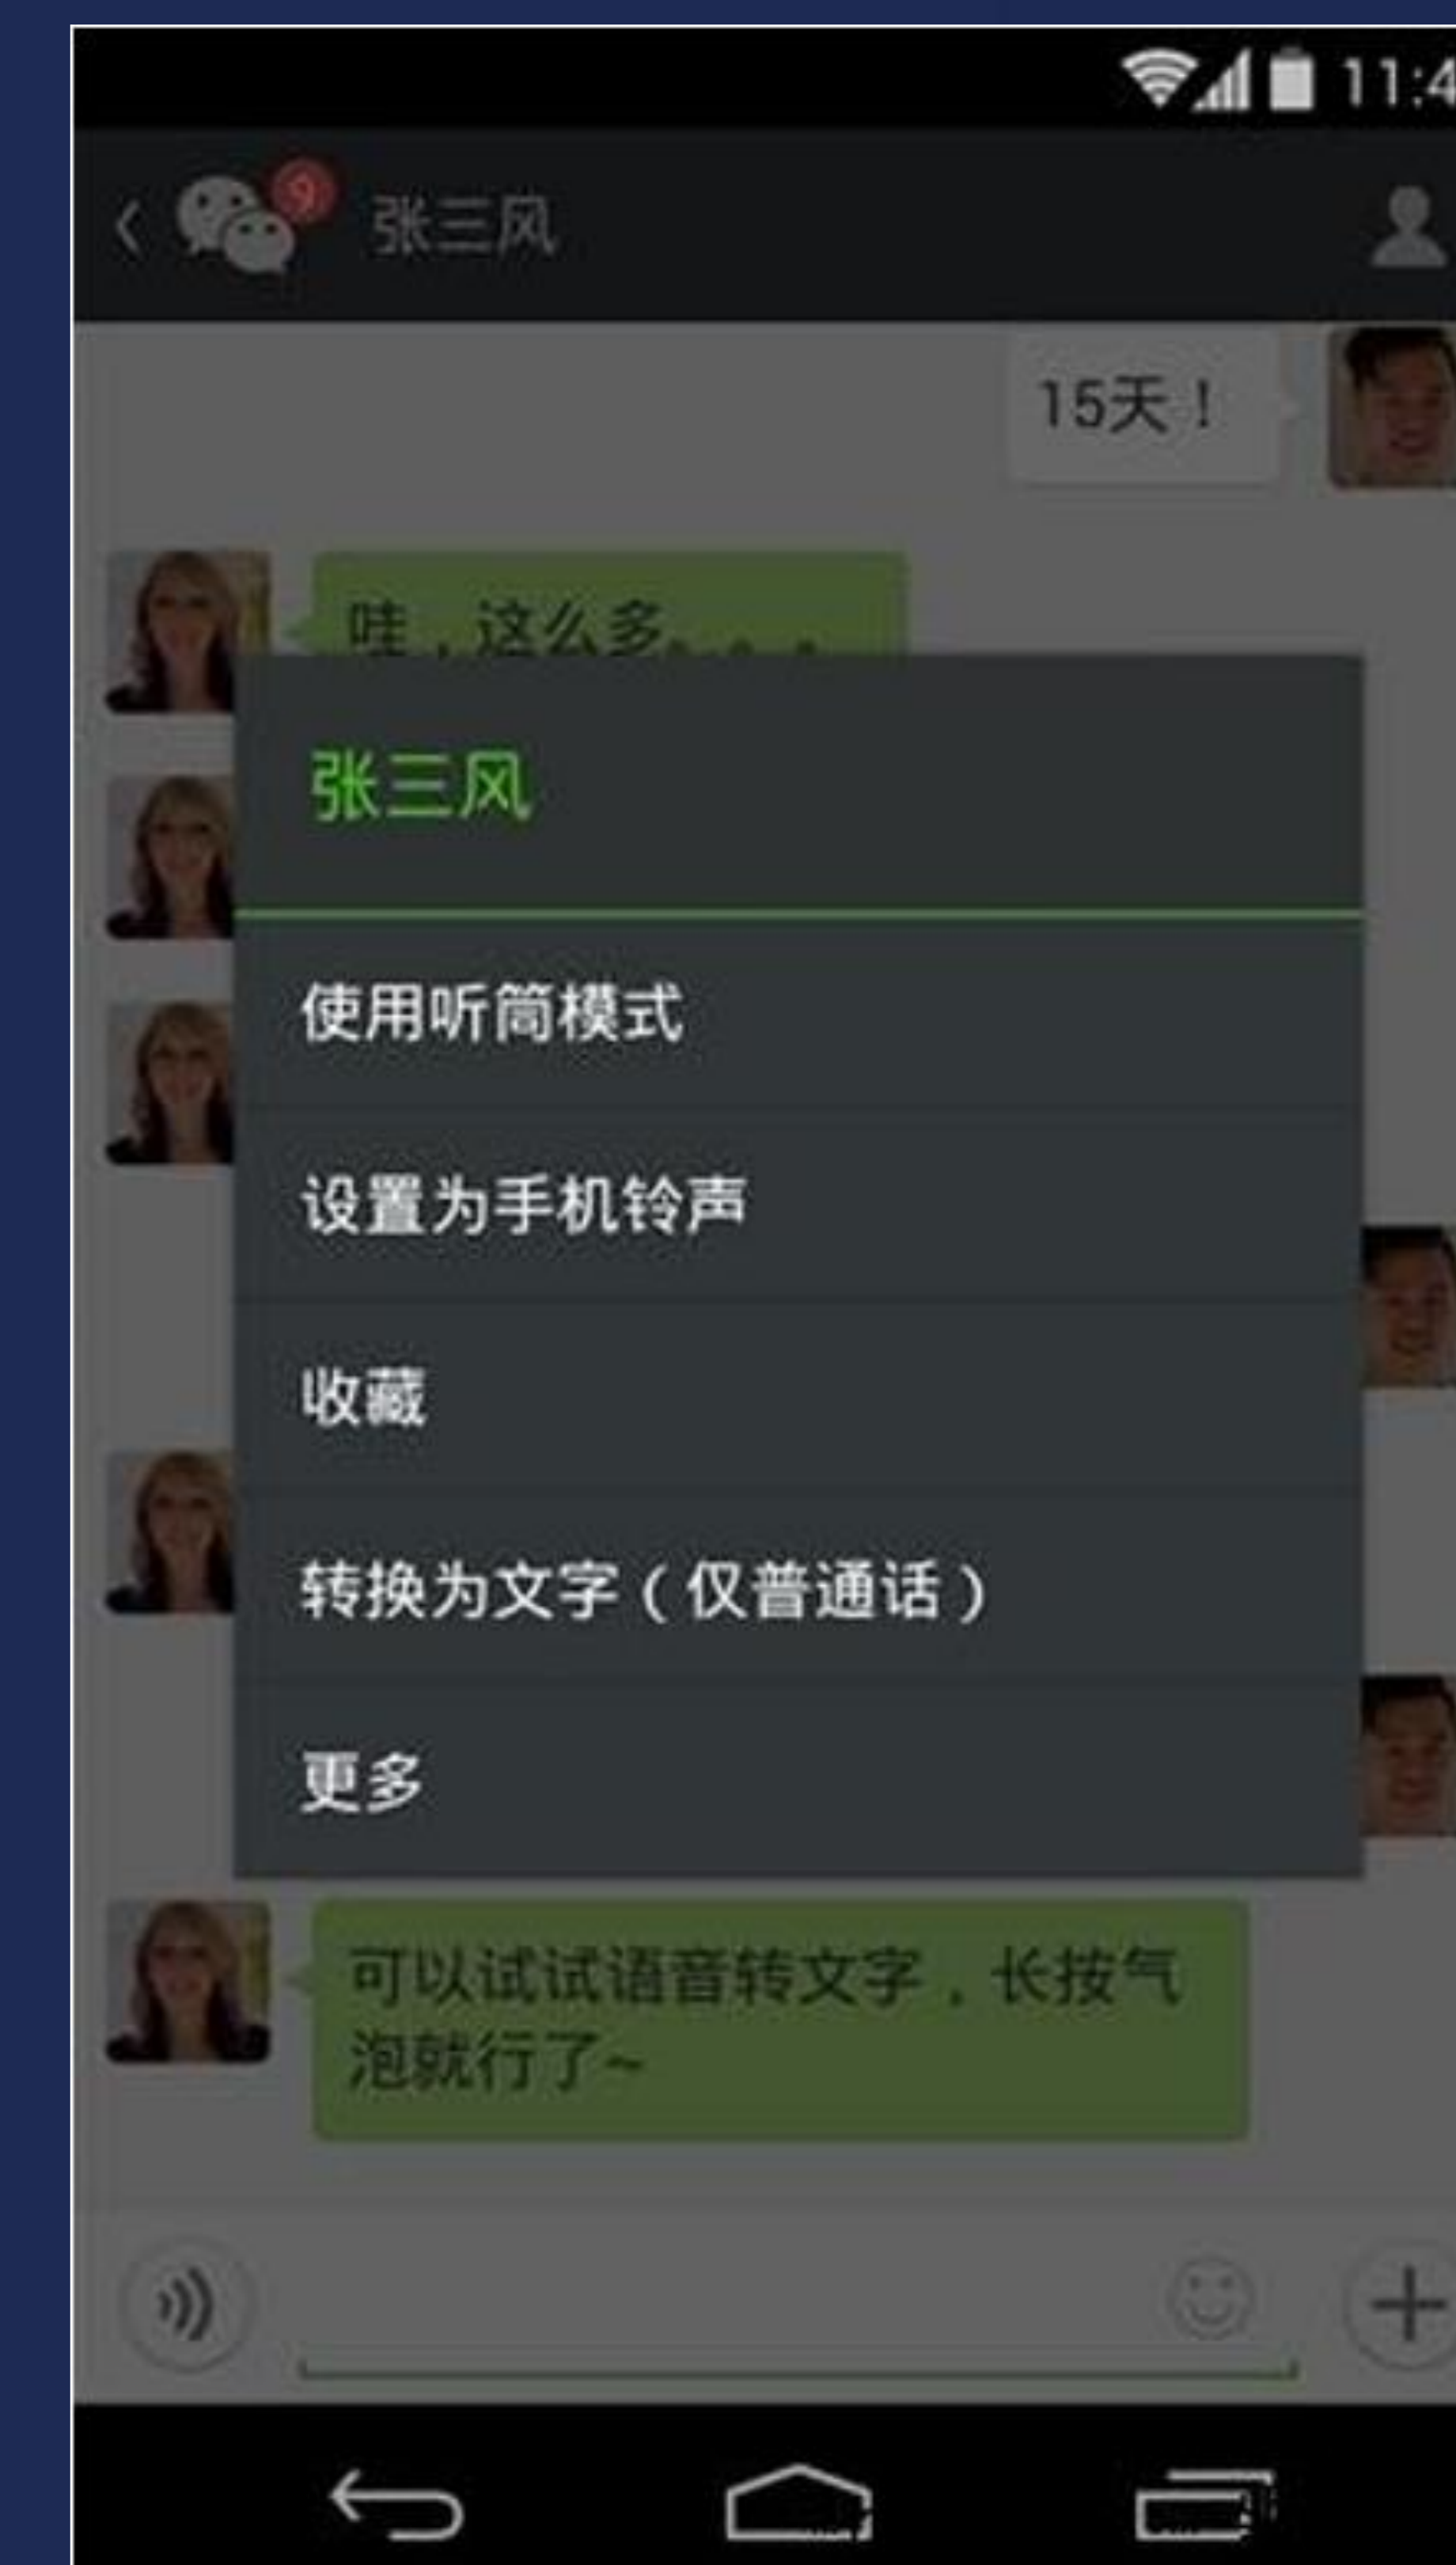 11:4
9
张三风
15天！
哇，这么多。。。
张三风
使用听筒模式
设置为手机铃声
收藏
转换为文字（仅普通话）
更多
可以试试语音转文字，长按气
泡就行了~